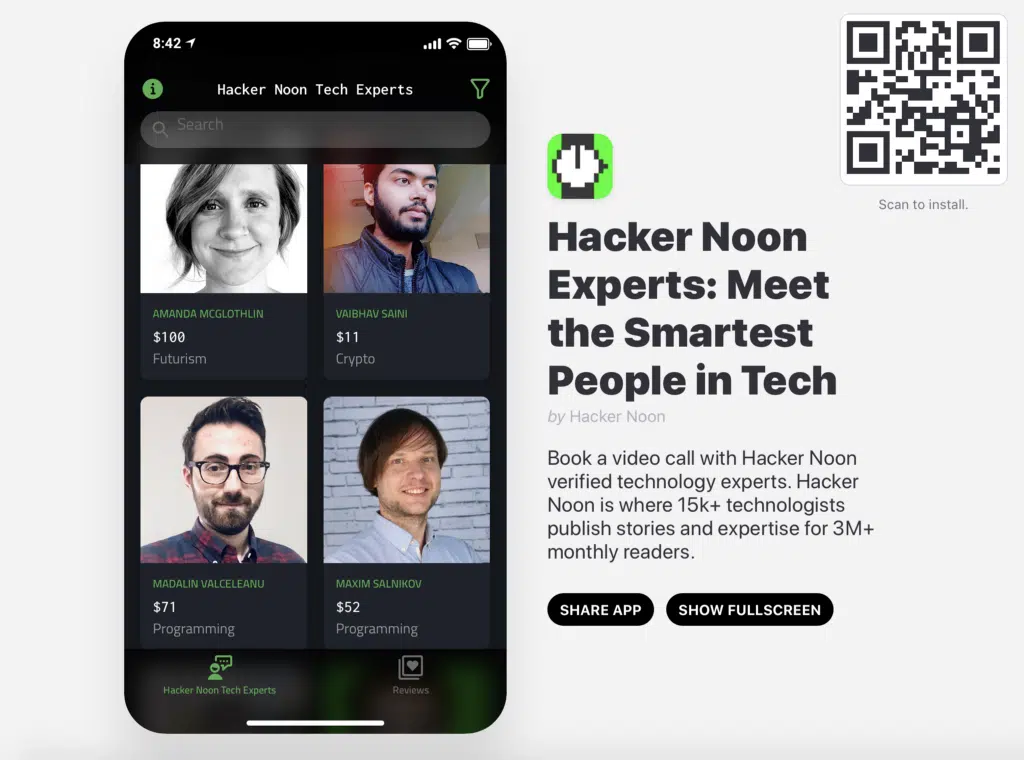 8:42
Hacker Noon Tech Experts
Search
AMANDA MCGLOTHLIN
$100
Futurism
VAIBHAV SAINI
$11
Crypto
MADALIN VALCELEANU
$71
Programming
MAXIM SALNIKOV
$52
Programming
Hacker Noon Tech Experts
Reviews
Scan to install.
Hacker Noon
Experts: Meet
the Smartest
People in Tech
by Hacker Noon
Book a video call with Hacker Noon
verified technology experts. Hacker
Noon is where 15k+ technologists
publish stories and expertise for 3M+
monthly readers.
SHARE APP
SHOW FULLSCREEN